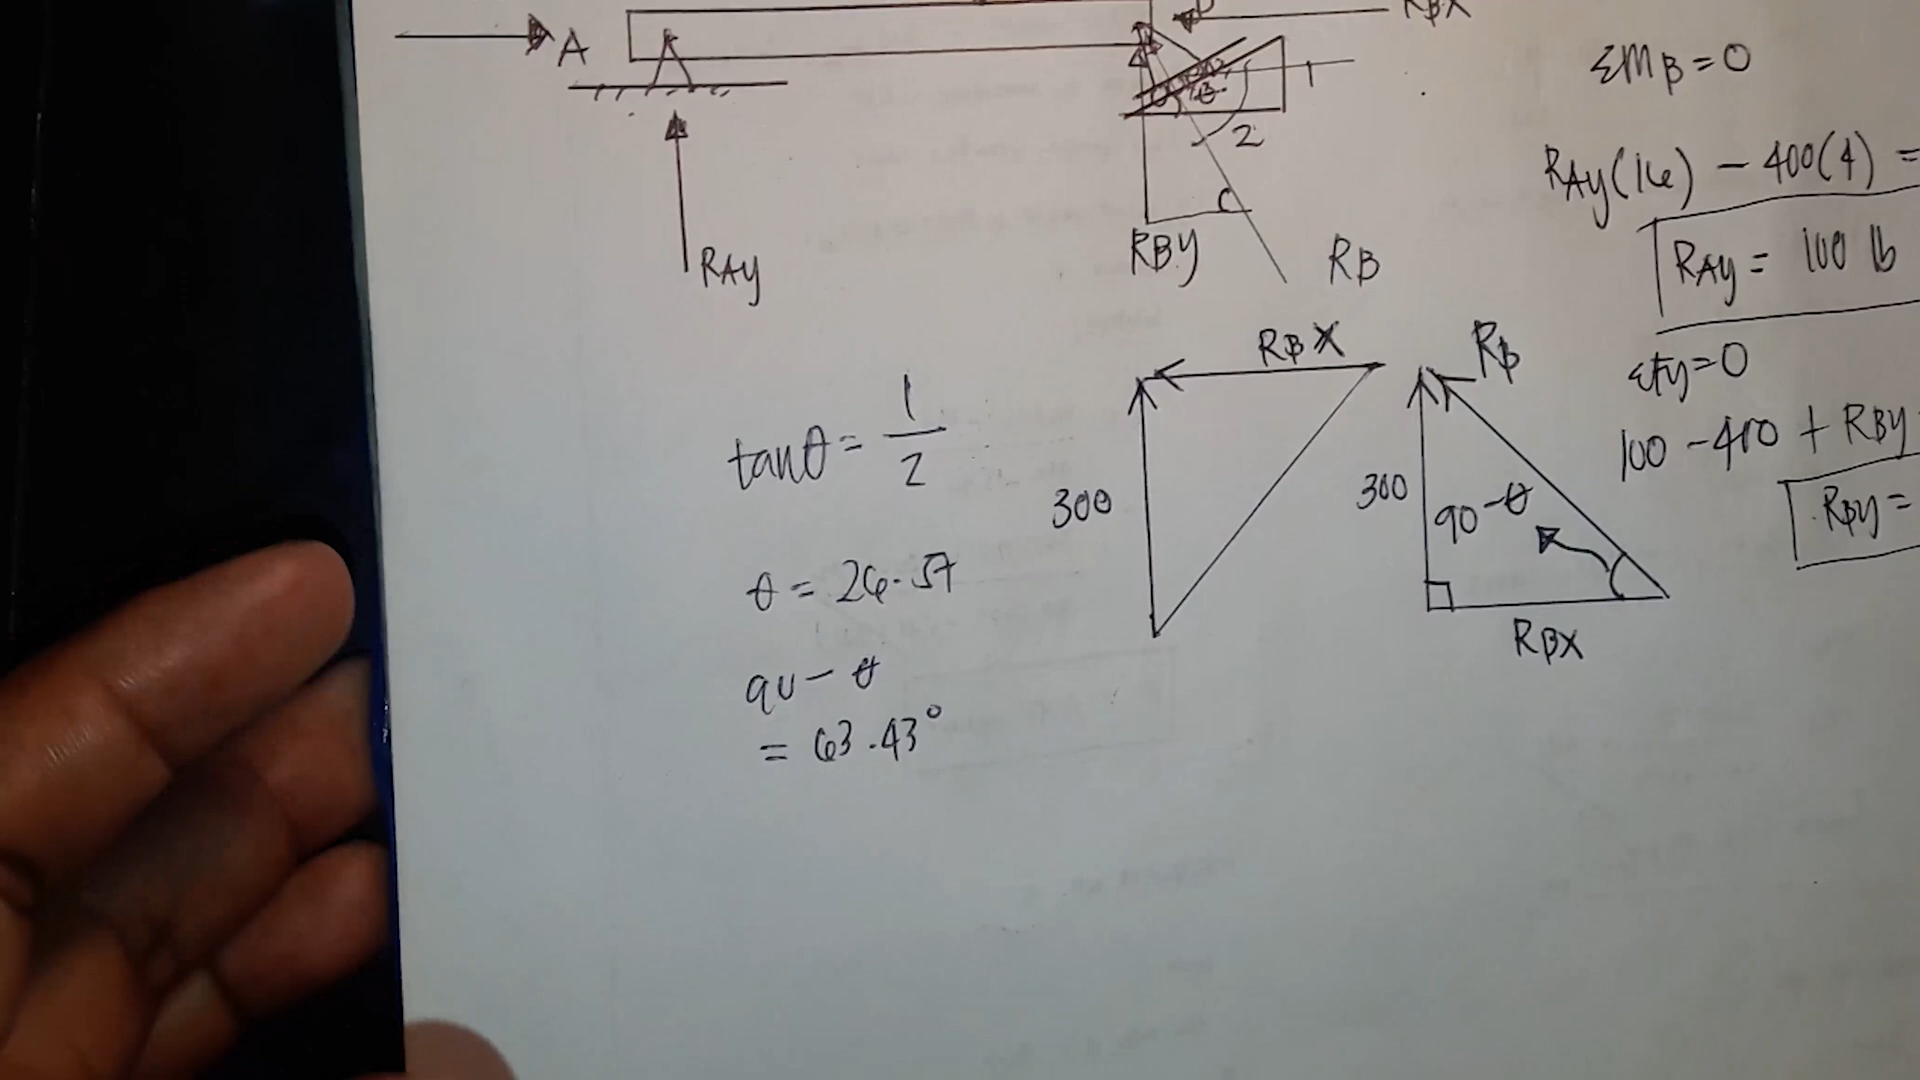 RBX
A
1
2
C
RBY
RB
RAY
ΣMB=0
RAY(16) - 400(4) =
RAY = 100 lb
ΣFy=0
100 - 400 + RBY
RBY =
tanθ = 1/2
θ = 26.57
90 - θ
= 63.43°
RBX
300
RB
300
90-θ
RBX